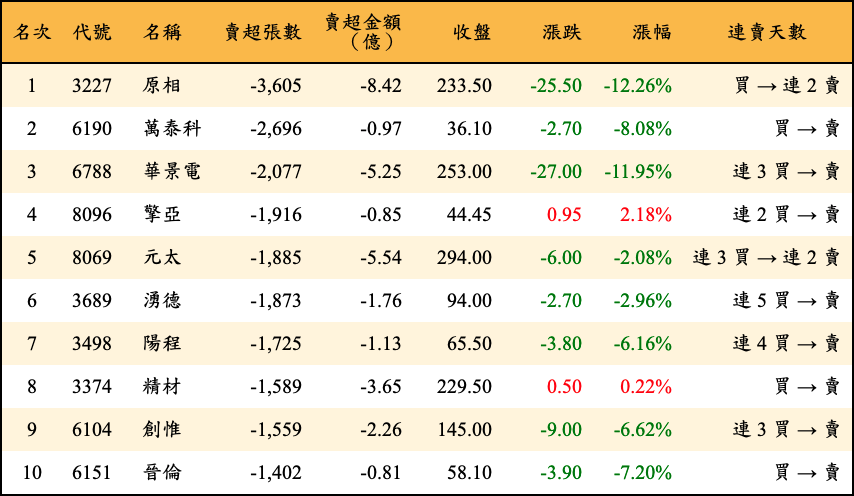 名次 代號 名稱 賣超張數 賣超金額（億） 收盤 漲跌 漲幅 連賣天數
1 3227 原相 -3,605 -8.42 233.50 -25.50 -12.26% 買 → 連 2 賣
2 6190 萬泰科 -2,696 -0.97 36.10 -2.70 -8.08% 買 → 賣
3 6788 華景電 -2,077 -5.25 253.00 -27.00 -11.95% 連 3 買 → 賣
4 8096 擎亞 -1,916 -0.85 44.45 0.95 2.18% 連 2 買 → 賣
5 8069 元太 -1,885 -5.54 294.00 -6.00 -2.08% 連 3 買 → 連 2 賣
6 3689 湧德 -1,873 -1.76 94.00 -2.70 -2.96% 連 5 買 → 賣
7 3498 陽程 -1,725 -1.13 65.50 -3.80 -6.16% 連 4 買 → 賣
8 3374 精材 -1,589 -3.65 229.50 0.50 0.22% 買 → 賣
9 6104 創惟 -1,559 -2.26 145.00 -9.00 -6.62% 連 3 買 → 賣
10 6151 晉倫 -1,402 -0.81 58.10 -3.90 -7.20% 買 → 賣